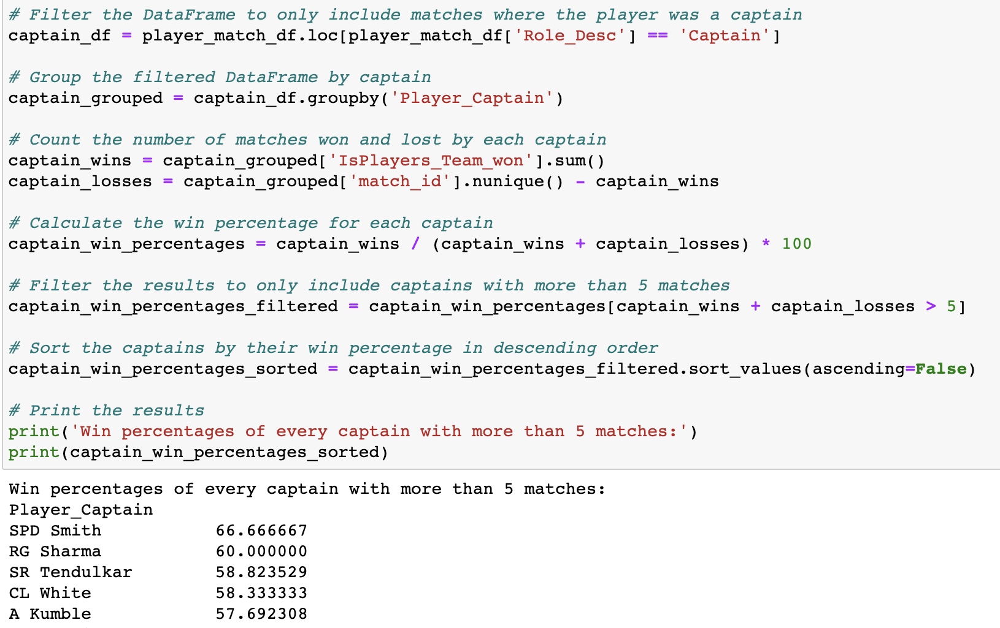 # Filter the DataFrame to only include matches where the player was a captain
captain_df = player_match_df.loc[player_match_df['Role_Desc'] == 'Captain']
# Group the filtered DataFrame by captain
captain_grouped = captain_df.groupby('Player_Captain')
# Count the number of matches won and lost by each captain
captain_wins = captain_grouped['IsPlayers_Team_won'].sum()
captain_losses = captain_grouped['match_id'].nunique() - captain_wins
# Calculate the win percentage for each captain
captain_win_percentages = captain_wins / (captain_wins + captain_losses) * 100
# Filter the results to only include captains with more than 5 matches
captain_win_percentages_filtered = captain_win_percentages[captain_wins + captain_losses > 5]
# Sort the captains by their win percentage in descending order
captain_win_percentages_sorted = captain_win_percentages_filtered.sort_values(ascending=False)
# Print the results
print('Win percentages of every captain with more than 5 matches:')
print(captain_win_percentages_sorted)
Win percentages of every captain with more than 5 matches:
Player_Captain
SPD Smith 66.666667
RG Sharma 60.000000
SR Tendulkar 58.823529
CL White 58.333333
A Kumble 57.692308